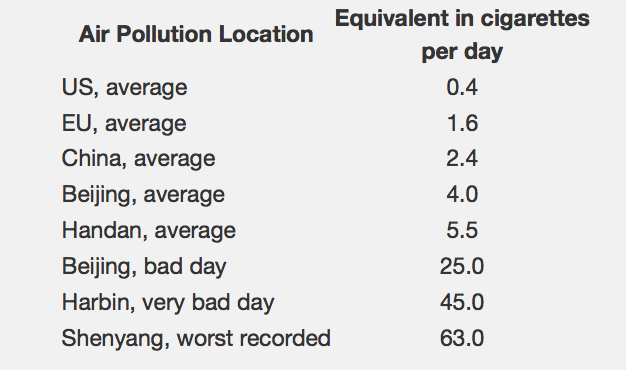 Air Pollution Location Equivalent in cigarettes per day
US, average 0.4
EU, average 1.6
China, average 2.4
Beijing, average 4.0
Handan, average 5.5
Beijing, bad day 25.0
Harbin, very bad day 45.0
Shenyang, worst recorded 63.0